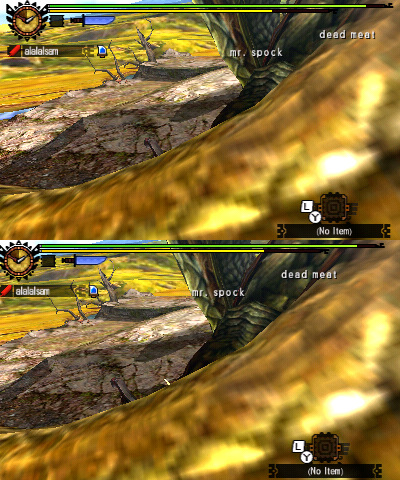 dead meat
mr. spock
alalalsam
L
Y
(No Item)
dead meat
mr. spock
alalalsam
L
Y
(No Item)